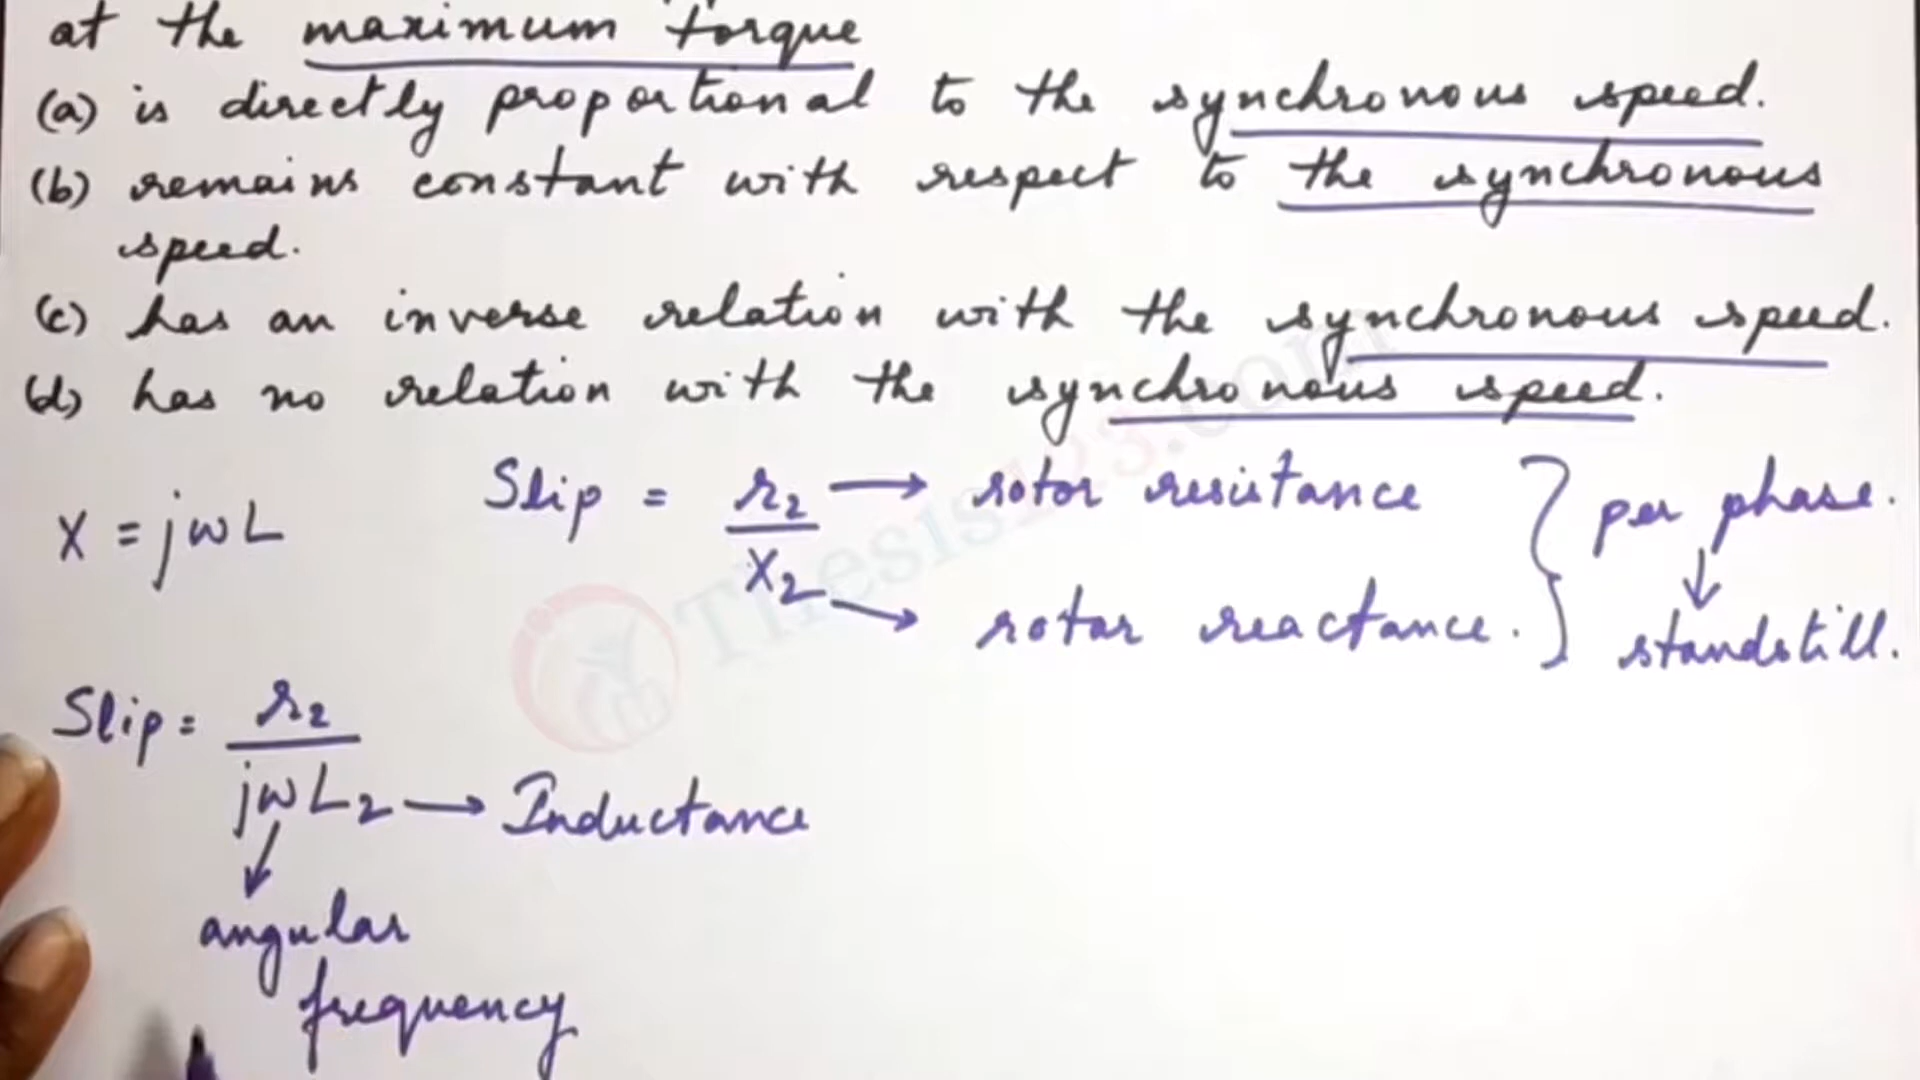 at the maximum torque
(a) is directly proportional to the synchronous speed.
(b) remains constant with respect to the synchronous
speed.
(c) has an inverse relation with the synchronous speed.
(d) has no relation with the synchronous speed.
X = jωL
Slip = r₂ / X₂
→ rotor resistance
→ rotor reactance.
} per phase.
↓
standstill.
Slip = r₂ / jωL₂ → Inductance
↓
angular
frequency
Thesis123.com